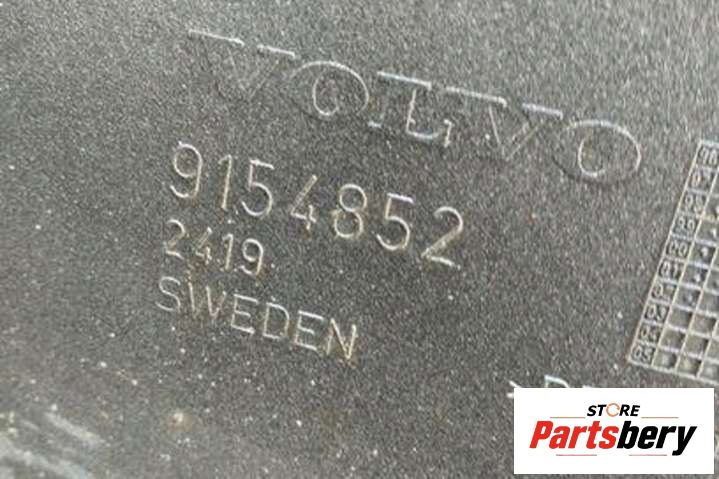 VOLVO
9154852
2419
SWEDEN
STORE
Partsbery